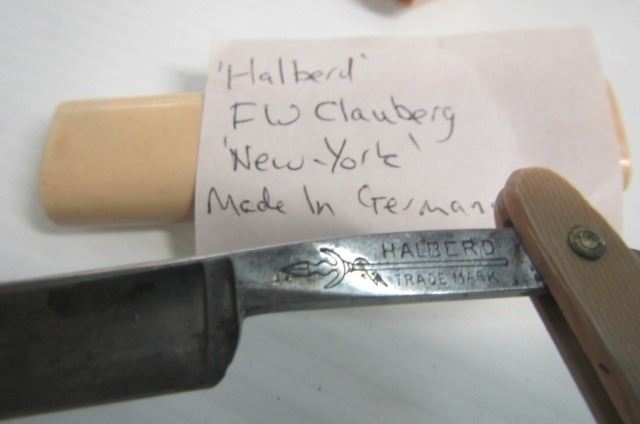 'Halberd'
FW Clauberg
'New-York'
Made In German
HALBERD
TRADE MARK